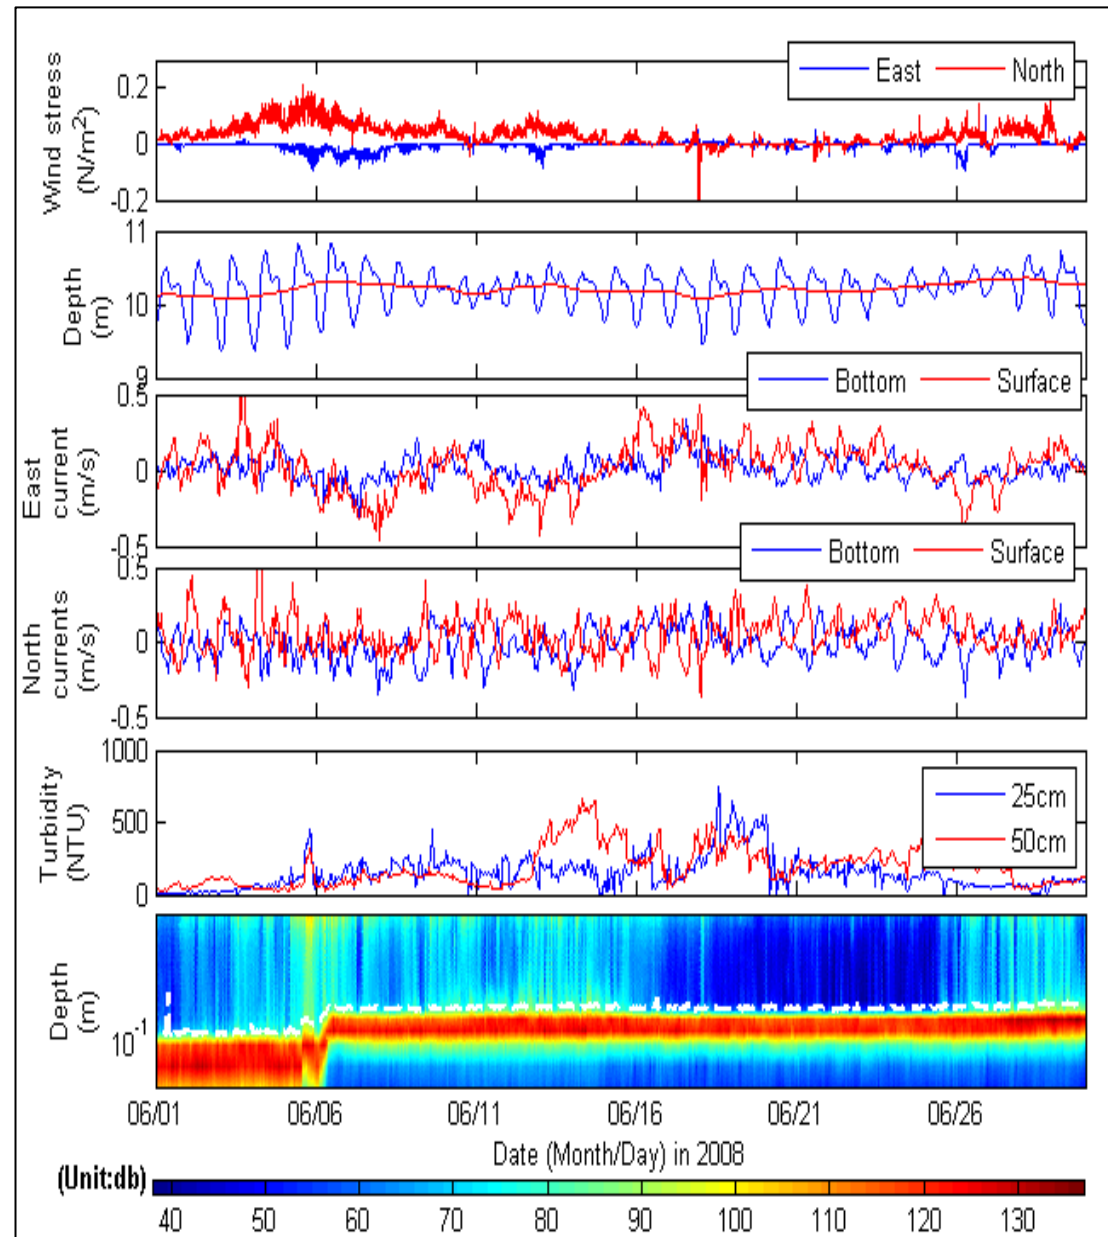 East North
Wind stress
(N/m²)
0.2
0
-0.2
Depth
(m)
11
10
9
Bottom Surface
East
current
(m/s)
0.5
0
-0.5
Bottom Surface
North
currents
(m/s)
0.5
0
-0.5
Turbidity
(NTU)
1000
500
0
25cm
50cm
Depth
(m)
10⁻¹
06/01 06/06 06/11 06/16 06/21 06/26
Date (Month/Day) in 2008
(Unit:db)
40 50 60 70 80 90 100 110 120 130